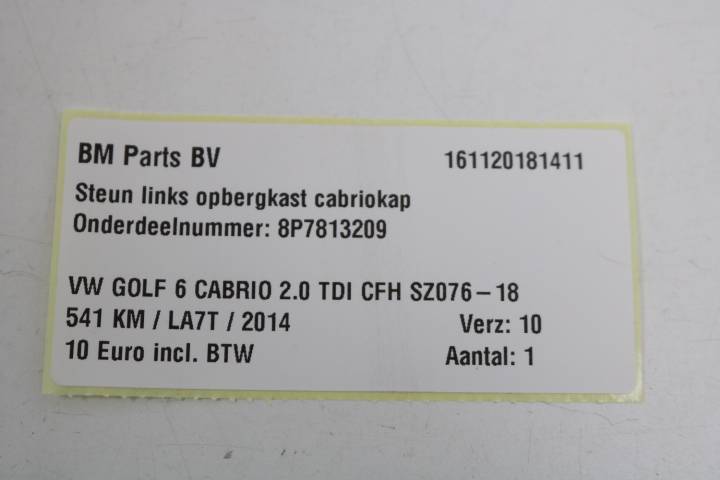 BM Parts BV 161120181411
Steun links opbergkast cabriokap
Onderdeelnummer: 8P7813209
VW GOLF 6 CABRIO 2.0 TDI CFH SZ076-18
541 KM / LA7T / 2014 Verz: 10
10 Euro incl. BTW Aantal: 1